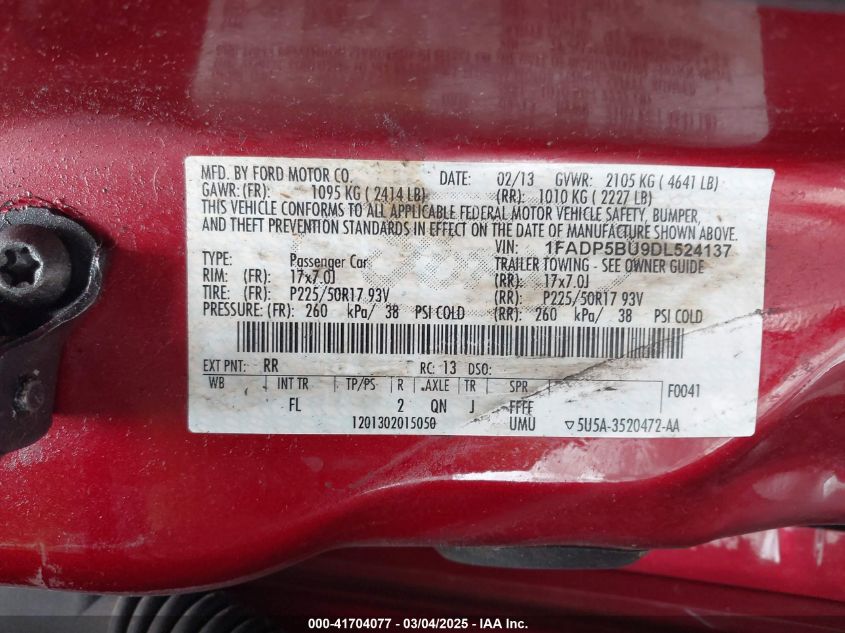 MFD. BY FORD MOTOR CO. DATE: 02/13 GVWR: 2105 KG ( 4641 LB)
GAWR: (FR): 1095 KG ( 2414 LB) (RR): 1010 KG ( 2227 LB)
THIS VEHICLE CONFORMS TO ALL APPLICABLE FEDERAL MOTOR VEHICLE SAFETY, BUMPER,
AND THEFT PREVENTION STANDARDS IN EFFECT ON THE DATE OF MANUFACTURE SHOWN ABOVE.
VIN: 1FADP5BU9DL524137
TYPE: Passenger Car TRAILER TOWING - SEE OWNER GUIDE
RIM: (FR): 17x7.0J (RR): 17x7.0J
TIRE: (FR): P225/50R17 93V (RR): P225/50R17 93V
PRESSURE: (FR): 260 kPa/ 38 PSI COLD (RR): 260 kPa/ 38 PSI COLD
EXT PNT: RR RC: 13 DSO:
WB INT TR TP/PS R AXLE TR SPR F0041
FL 2 QN J FFFF
1201302015050 UMU ▽5U5A-3520472-AA
000-41704077 - 03/04/2025 - IAA Inc.